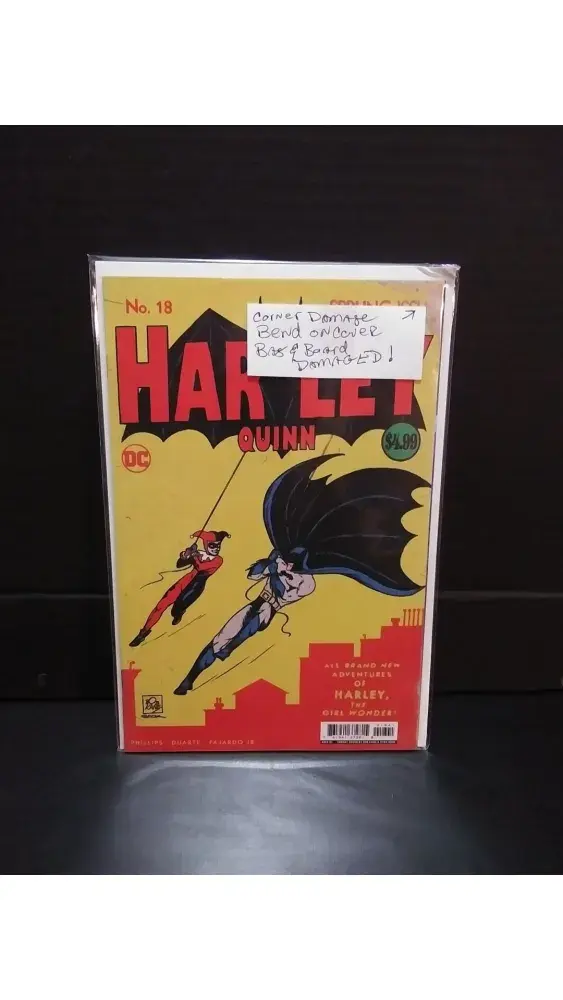 No. 18
Corner Damage
Bend on Cover
Bag & Board
DAMAGED!
HARLEY
QUINN
$4.99
DC
ALL BRAND NEW
ADVENTURES
OF
HARLEY,
THE
GIRL WONDER!
PHILLIPS DUARTE FAJARDO JR.